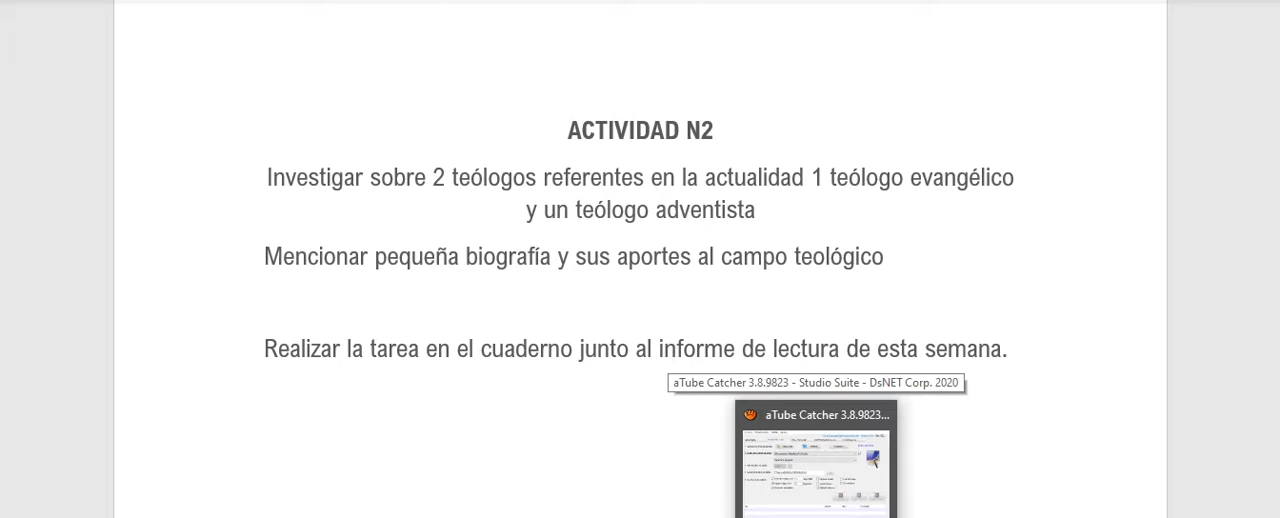 ACTIVIDAD N2
Investigar sobre 2 teólogos referentes en la actualidad 1 teólogo evangélico
y un teólogo adventista
Mencionar pequeña biografía y sus aportes al campo teológico
Realizar la tarea en el cuaderno junto al informe de lectura de esta semana.
aTube Catcher 3.8.9823 - Studio Suite - DsNET Corp. 2020
aTube Catcher 3.8.9823...